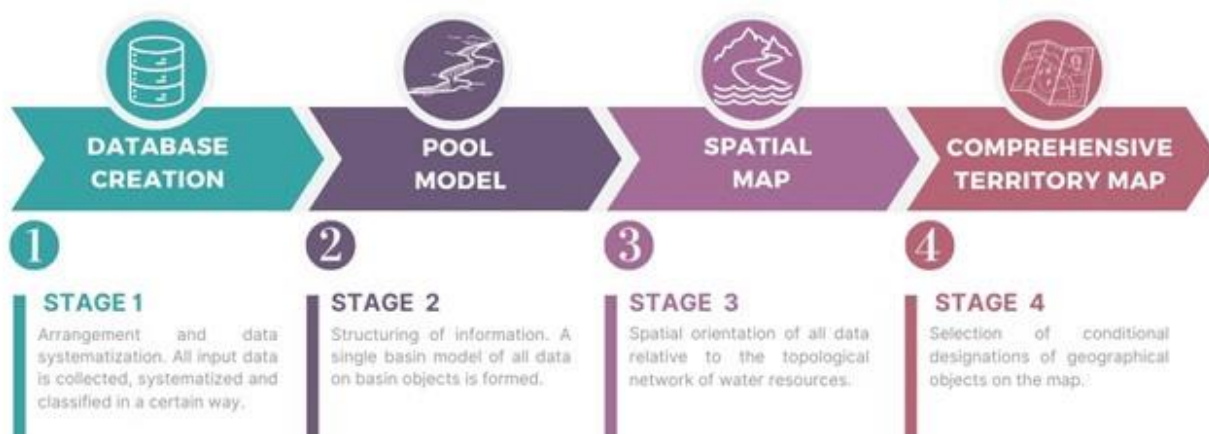 DATABASE
CREATION
POOL
MODEL
SPATIAL
MAP
COMPREHENSIVE
TERRITORY MAP
1
2
3
4
STAGE 1
Arrangement and data
systematization. All input data
is collected, systematized and
classified in a certain way.
STAGE 2
Structuring of information. A
single basin model of all data
on basin objects is formed.
STAGE 3
Spatial orientation of all data
relative to the topological
network of water resources.
STAGE 4
Selection of conditional
designations of geographical
objects on the map.